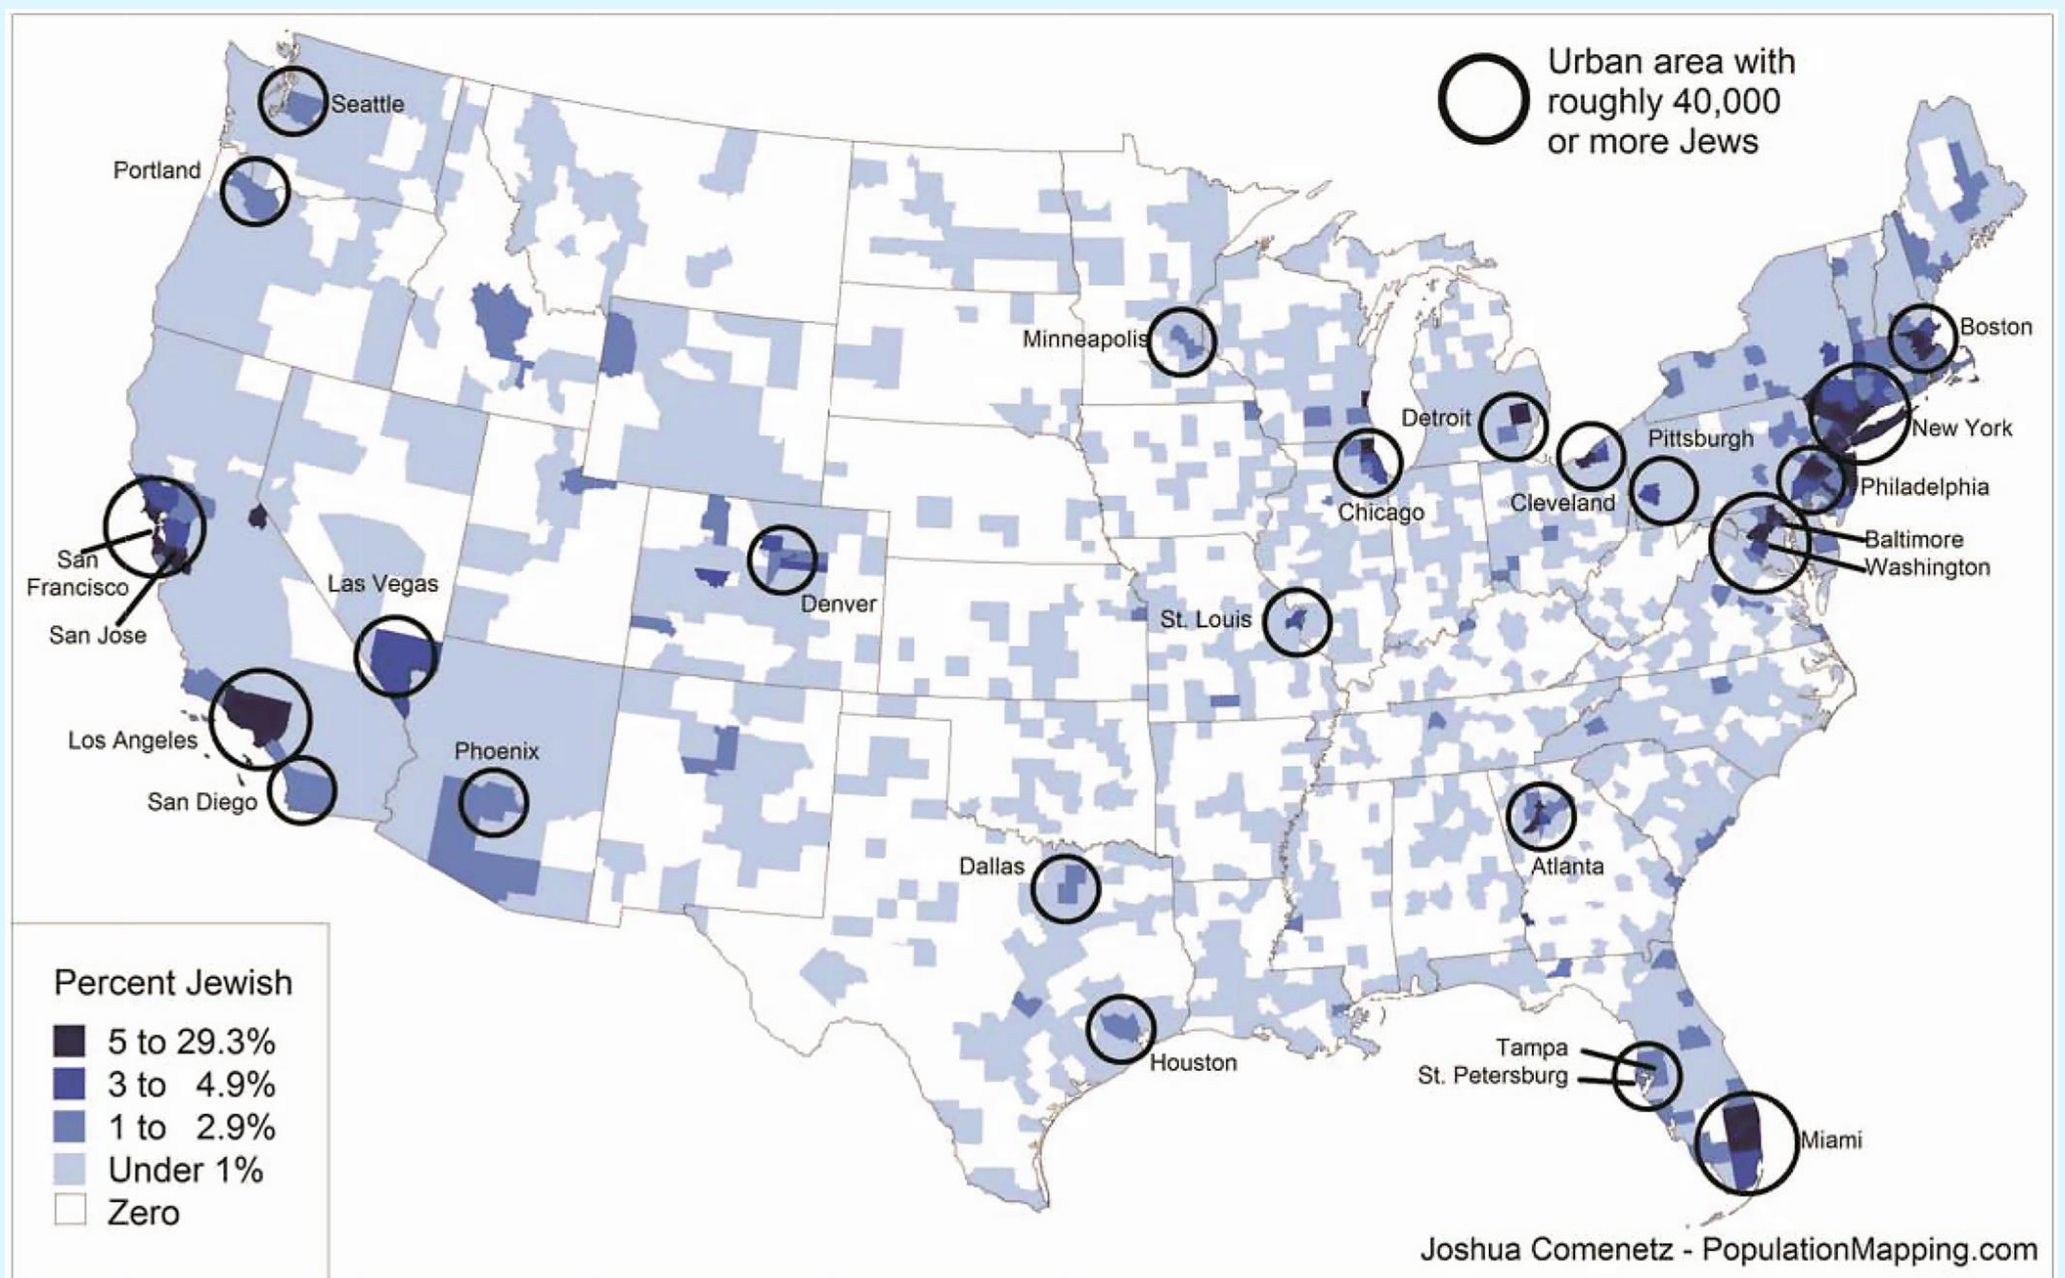 Urban area with
roughly 40,000
or more Jews
Seattle
Portland
Minneapolis
Boston
Detroit
Pittsburgh
New York
Cleveland
Philadelphia
Chicago
Baltimore
Washington
San
Francisco
Las Vegas
Denver
San Jose
St. Louis
Los Angeles
Phoenix
San Diego
Dallas
Atlanta
Houston
Tampa
St. Petersburg
Miami
Percent Jewish
5 to 29.3%
3 to 4.9%
1 to 2.9%
Under 1%
Zero
Joshua Comenetz - PopulationMapping.com